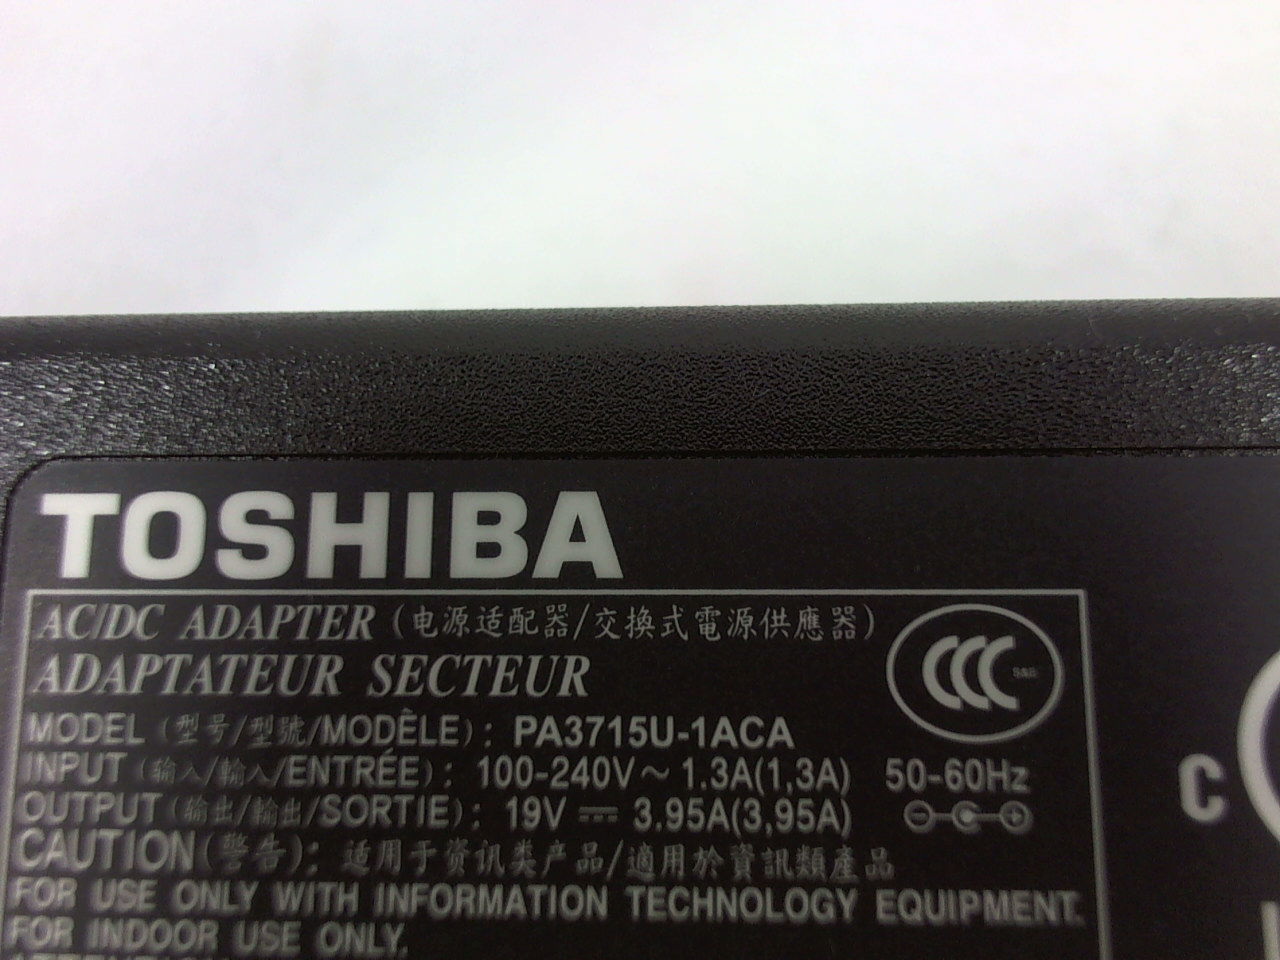 TOSHIBA
AC/DC ADAPTER (电源适配器/交換式電源供應器)
ADAPTATEUR SECTEUR
MODEL (型号/型號/MODÈLE): PA3715U-1ACA
INPUT (输入/輸入/ENTRÉE): 100-240V~ 1.3A(1,3A) 50-60Hz
OUTPUT (输出/輸出/SORTIE): 19V ⎓ 3.95A(3,95A)
CAUTION (警告): 适用于资讯类产品/適用於資訊類產品
FOR USE ONLY WITH INFORMATION TECHNOLOGY EQUIPMENT.
FOR INDOOR USE ONLY.
CCC
S&E
C